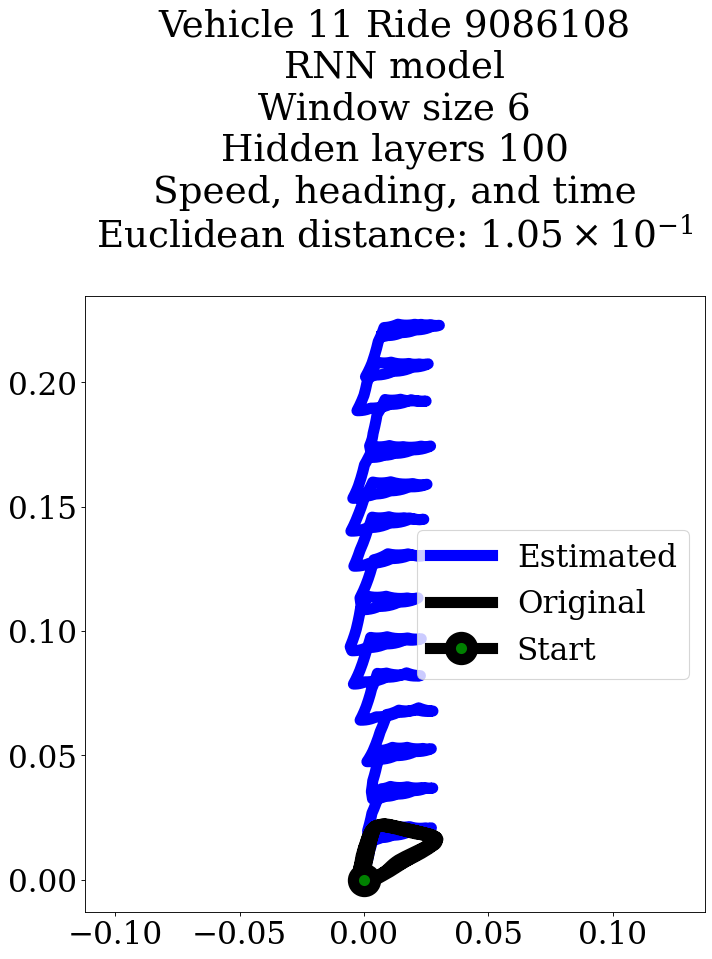 Vehicle 11 Ride 9086108
RNN model
Window size 6
Hidden layers 100
Speed, heading, and time
Euclidean distance: 1.05 × 10⁻¹
0.20
0.15
0.10
0.05
0.00
Estimated
Original
Start
−0.10 −0.05 0.00 0.05 0.10